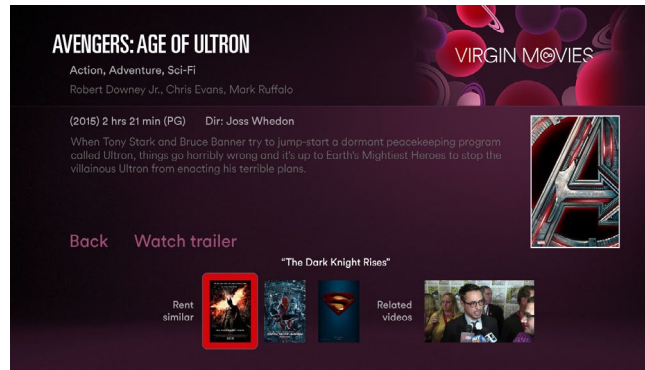 AVENGERS: AGE OF ULTRON
VIRGIN MOVIES
Action, Adventure, Sci-Fi
Robert Downey Jr., Chris Evans, Mark Ruffalo
(2015) 2 hrs 21 min (PG) Dir: Joss Whedon
When Tony Stark and Bruce Banner try to jump-start a dormant peacekeeping program
called Ultron, things go horribly wrong and it's up to Earth's Mightiest Heroes to stop the
villainous Ultron from enacting his terrible plans.
Back Watch trailer
“The Dark Knight Rises”
Rent
similar
Related
videos